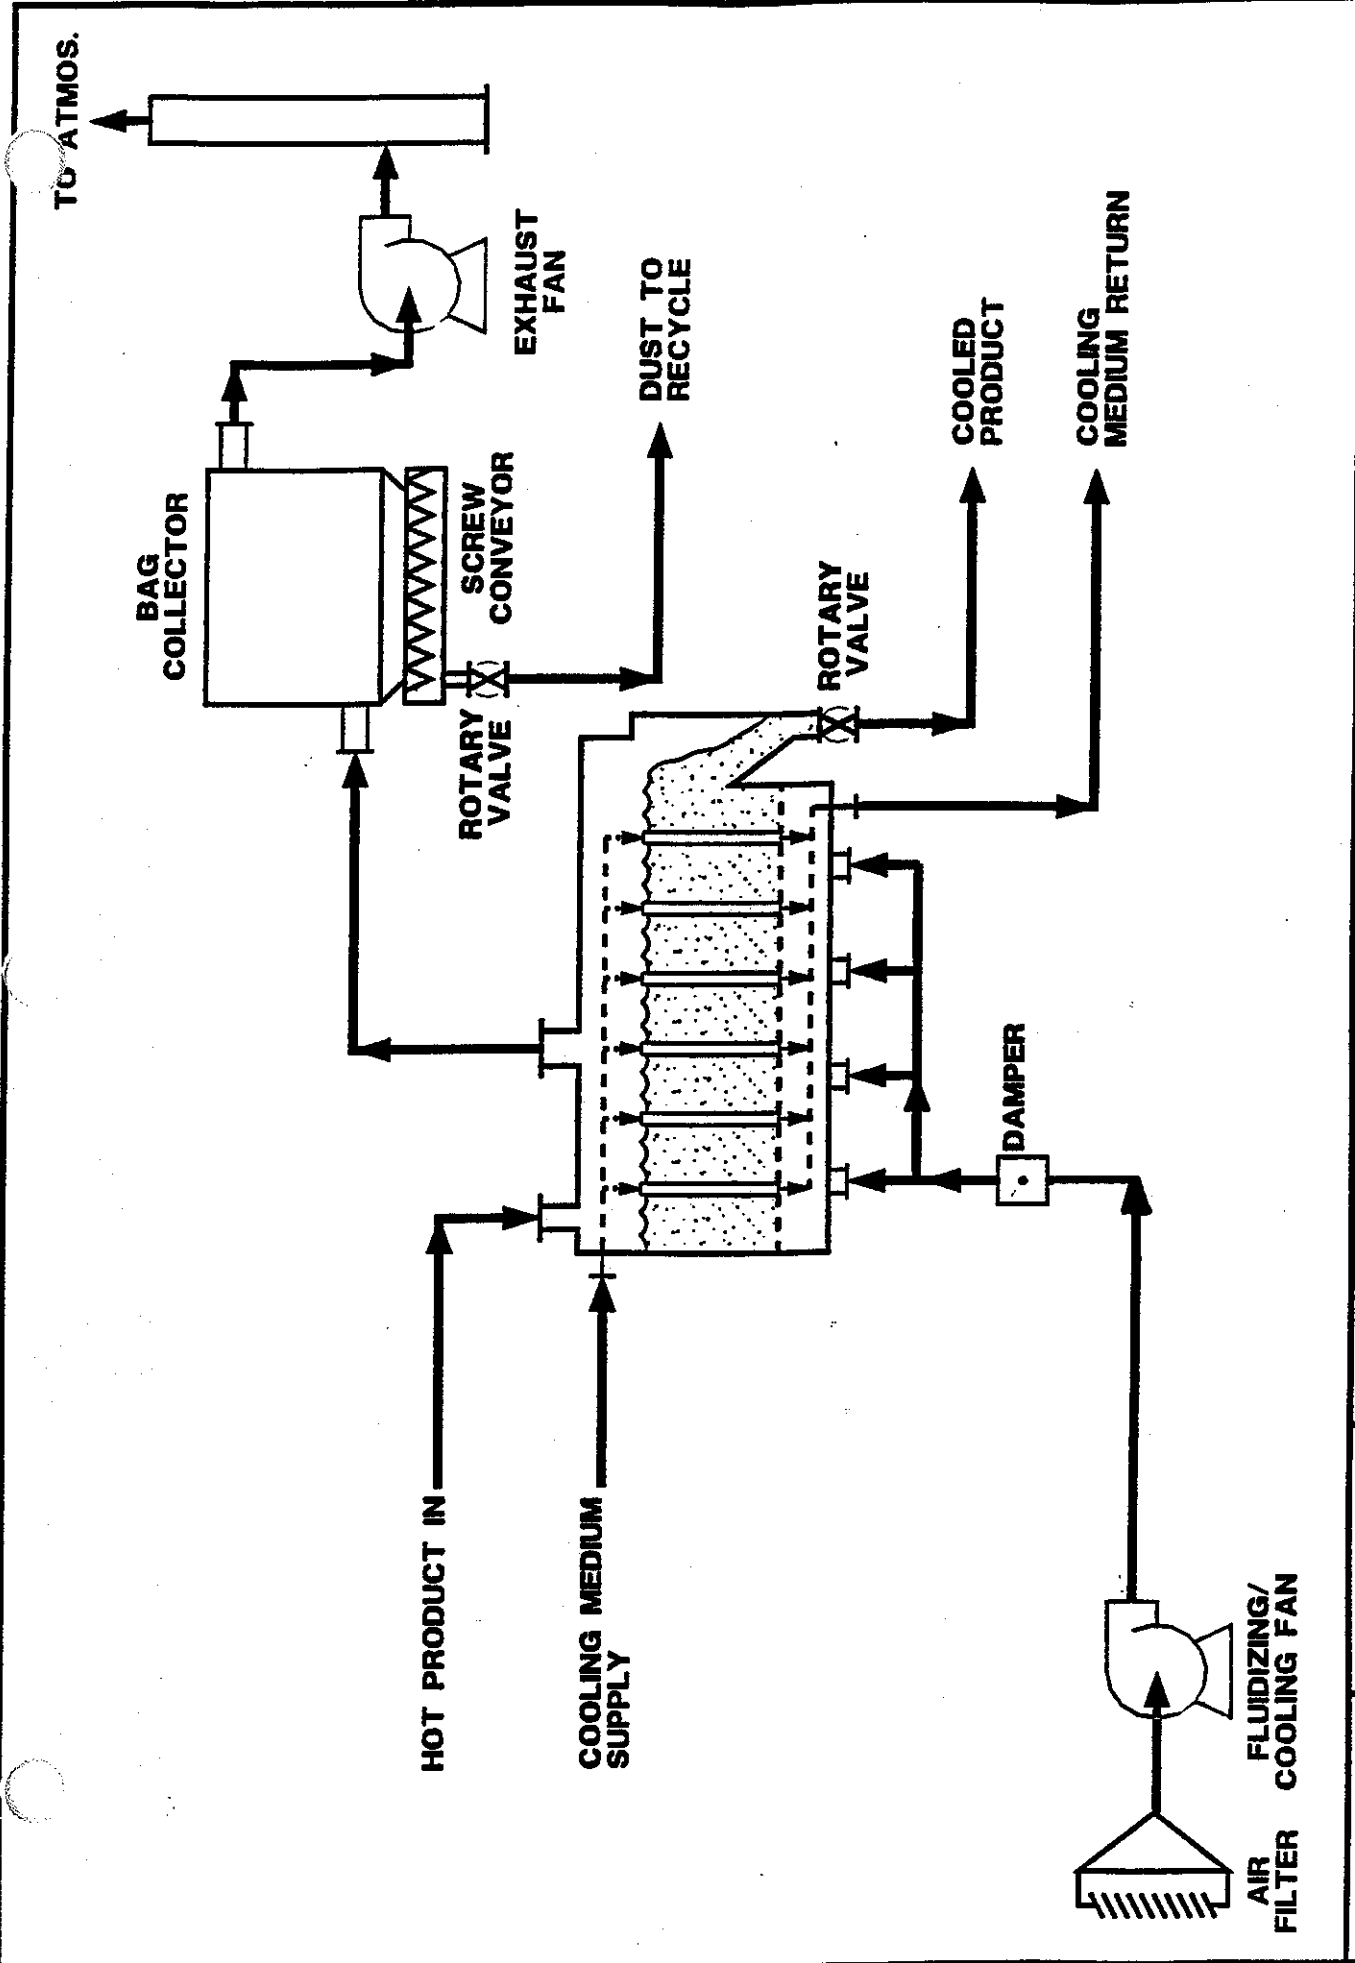 TO ATMOS.
BAG
COLLECTOR
EXHAUST
FAN
SCREW
CONVEYOR
ROTARY
VALVE
DUST TO
RECYCLE
HOT PRODUCT IN
COOLING MEDIUM
SUPPLY
ROTARY
VALVE
COOLED
PRODUCT
COOLING
MEDIUM RETURN
DAMPER
AIR
FILTER
FLUIDIZING/
COOLING FAN